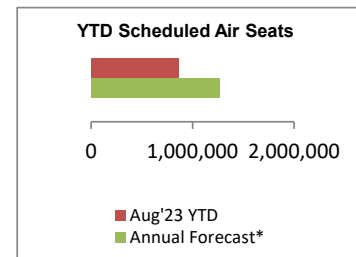 YTD Scheduled Air Seats
0 1,000,000 2,000,000
Aug'23 YTD
Annual Forecast*